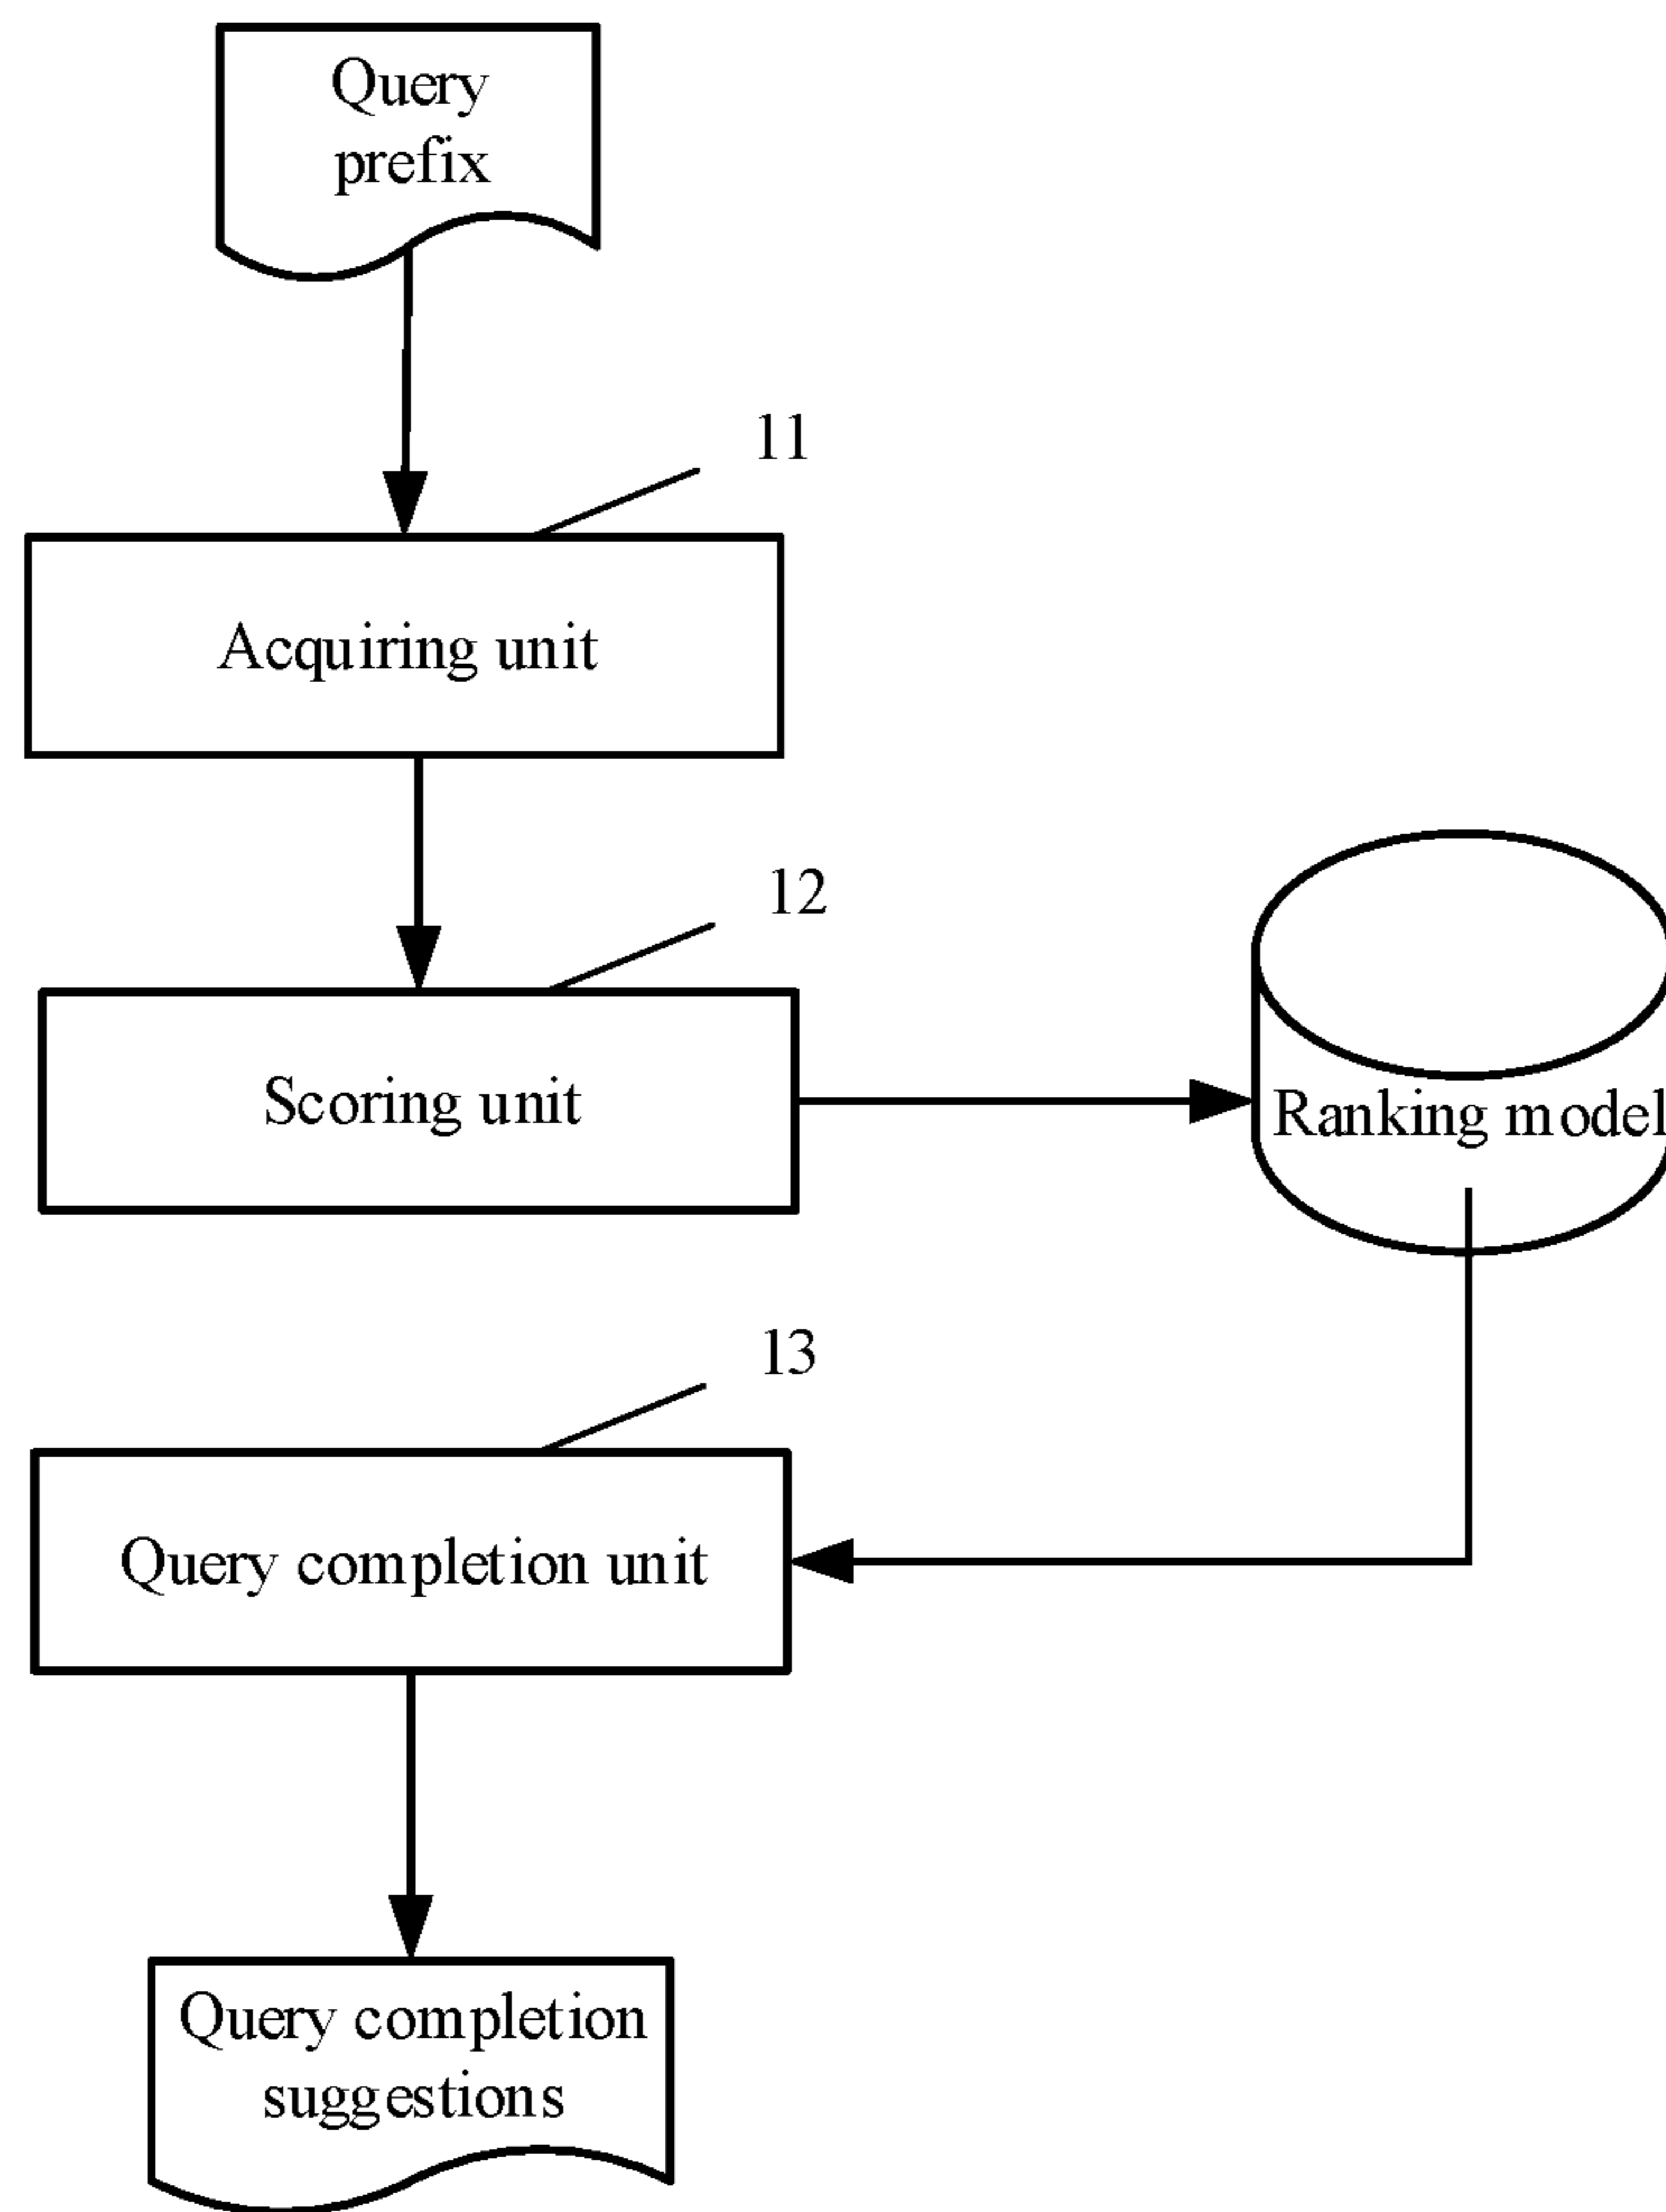 Query
prefix
11
Acquiring unit
12
Scoring unit
Ranking model
13
Query completion unit
Query completion
suggestions